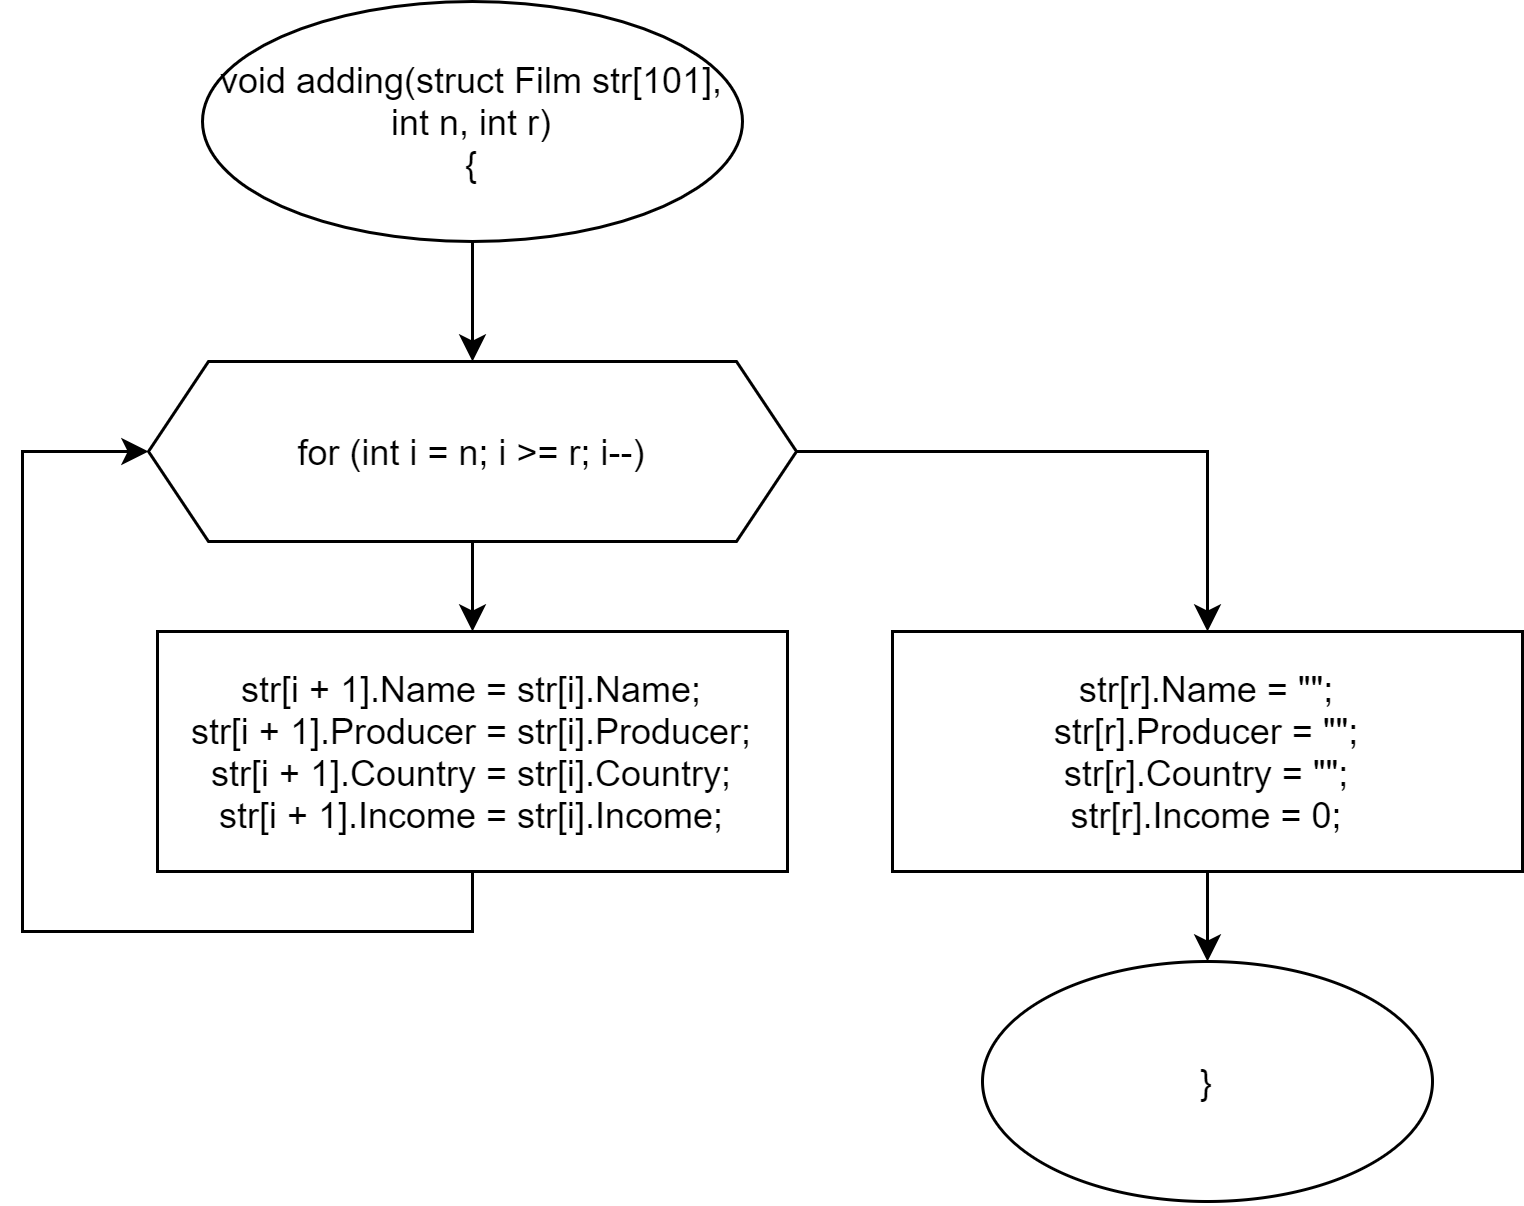 void adding(struct Film str[101],
int n, int r)
{
for (int i = n; i >= r; i--)
str[i + 1].Name = str[i].Name;
str[i + 1].Producer = str[i].Producer;
str[i + 1].Country = str[i].Country;
str[i + 1].Income = str[i].Income;
str[r].Name = "";
str[r].Producer = "";
str[r].Country = "";
str[r].Income = 0;
}